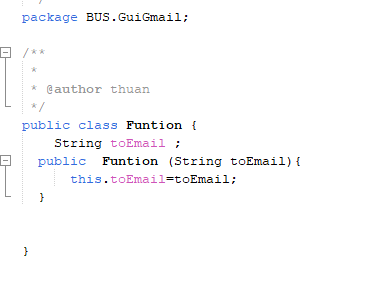 package BUS.GuiGmail;
/**
*
* @author thuan
*/
public class Funtion {
String toEmail ;
public Funtion (String toEmail){
this.toEmail=toEmail;
}
}